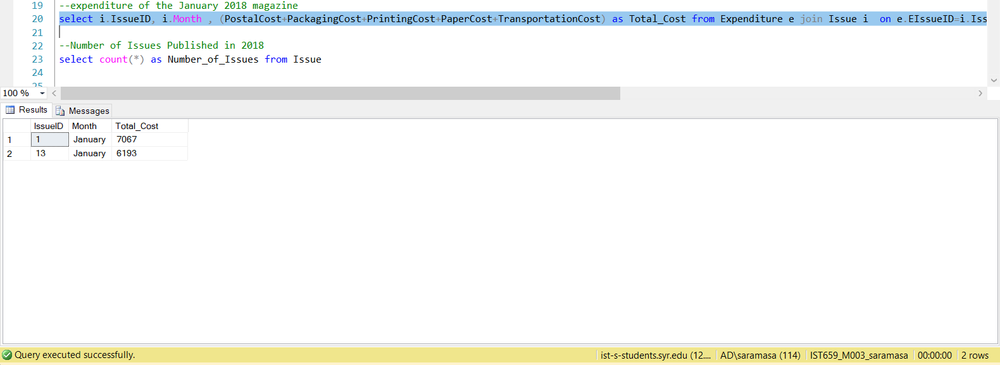 19 --expenditure of the January 2018 magazine
20 select i.IssueID, i.Month , (PostalCost+PackagingCost+PrintingCost+PaperCost+TransportationCost) as Total_Cost from Expenditure e join Issue i  on e.EIssueID=i.Iss
21
22 --Number of Issues Published in 2018
23 select count(*) as Number_of_Issues from Issue
24
25
100 %
Results Messages
IssueID Month Total_Cost
1 1 January 7067
2 13 January 6193
Query executed successfully. ist-s-students.syr.edu (12.... AD\saramasa (114) IST659_M003_saramasa 00:00:00 2 rows